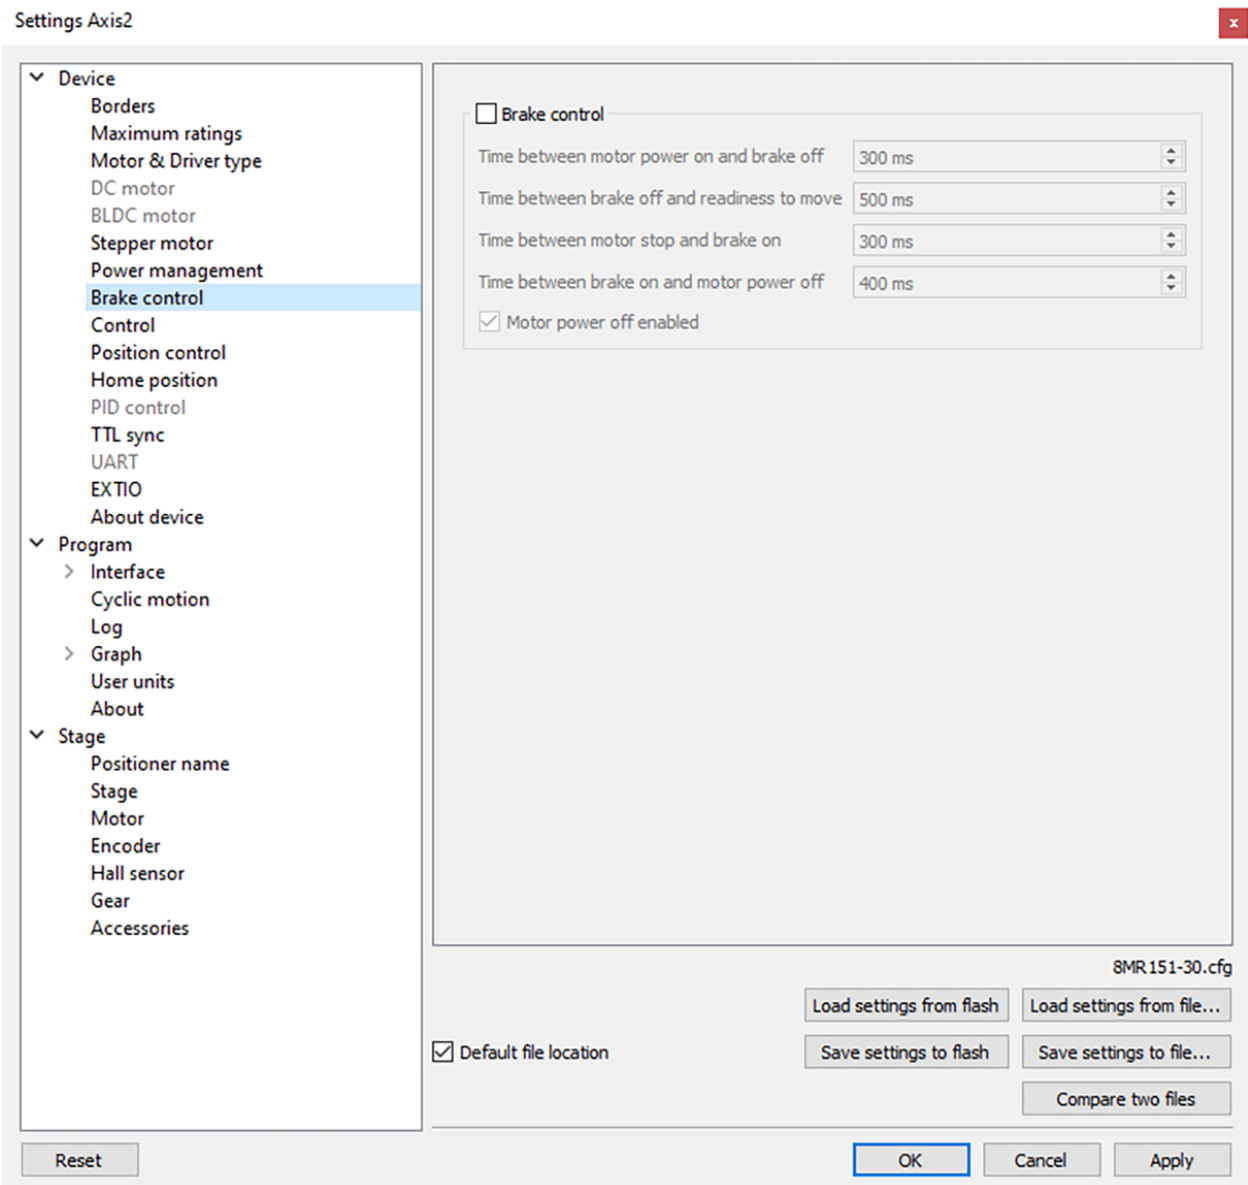 Settings Axis2
x
Device
Borders
Maximum ratings
Motor & Driver type
DC motor
BLDC motor
Stepper motor
Power management
Brake control
Control
Position control
Home position
PID control
TTL sync
UART
EXTIO
About device
Program
Interface
Cyclic motion
Log
Graph
User units
About
Stage
Positioner name
Stage
Motor
Encoder
Hall sensor
Gear
Accessories
Brake control
Time between motor power on and brake off 300 ms
Time between brake off and readiness to move 500 ms
Time between motor stop and brake on 300 ms
Time between brake on and motor power off 400 ms
Motor power off enabled
8MR151-30.cfg
Load settings from flash Load settings from file...
Default file location Save settings to flash Save settings to file...
Compare two files
Reset OK Cancel Apply